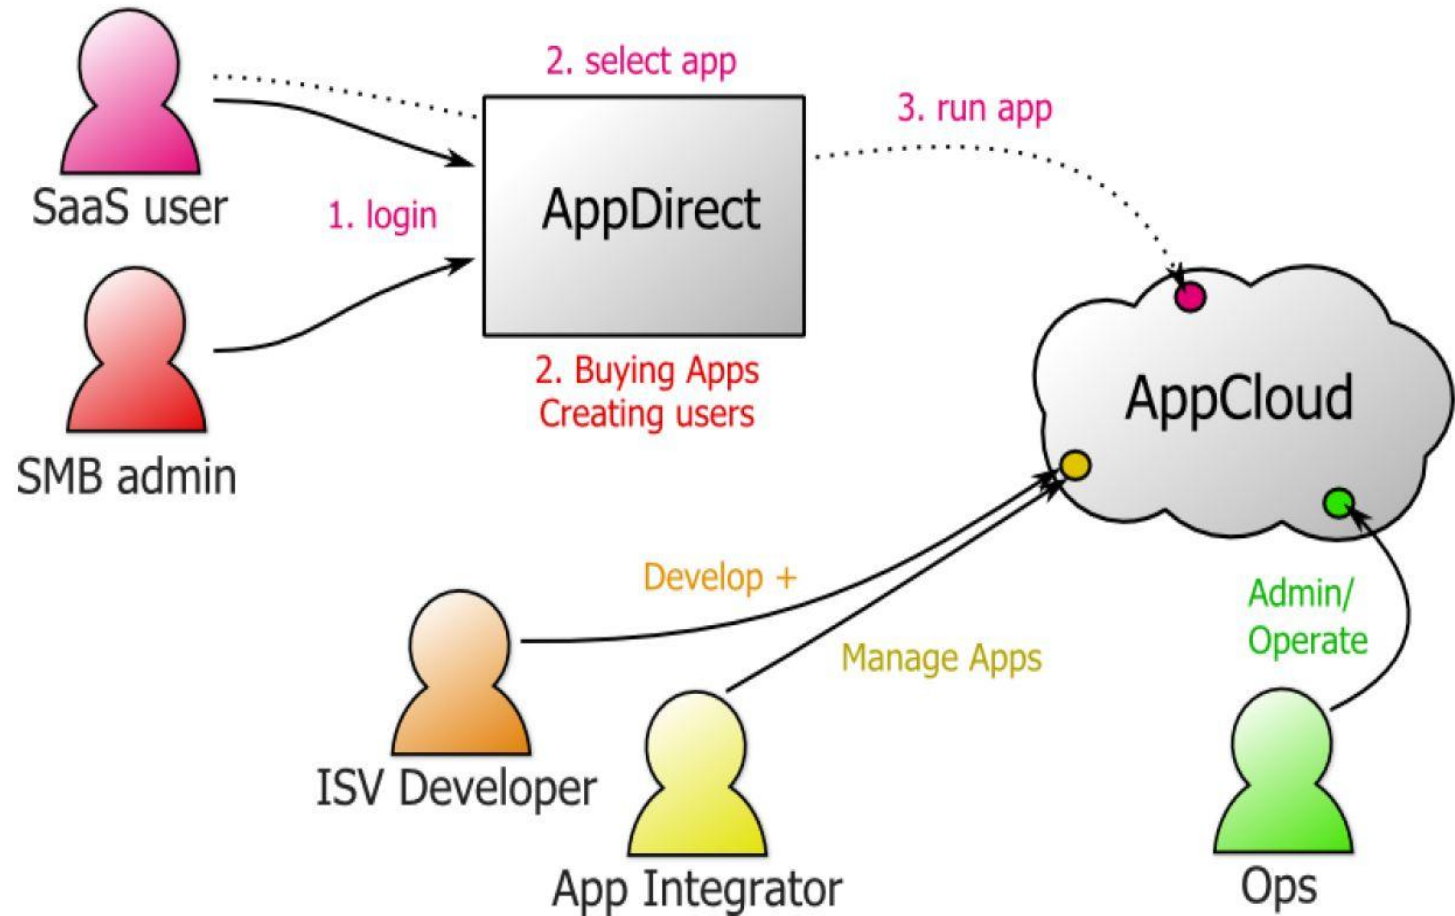 2. select app
3. run app
SaaS user
1. login
AppDirect
2. Buying Apps
Creating users
AppCloud
SMB admin
Develop +
Admin/
Operate
Manage Apps
ISV Developer
App Integrator
Ops